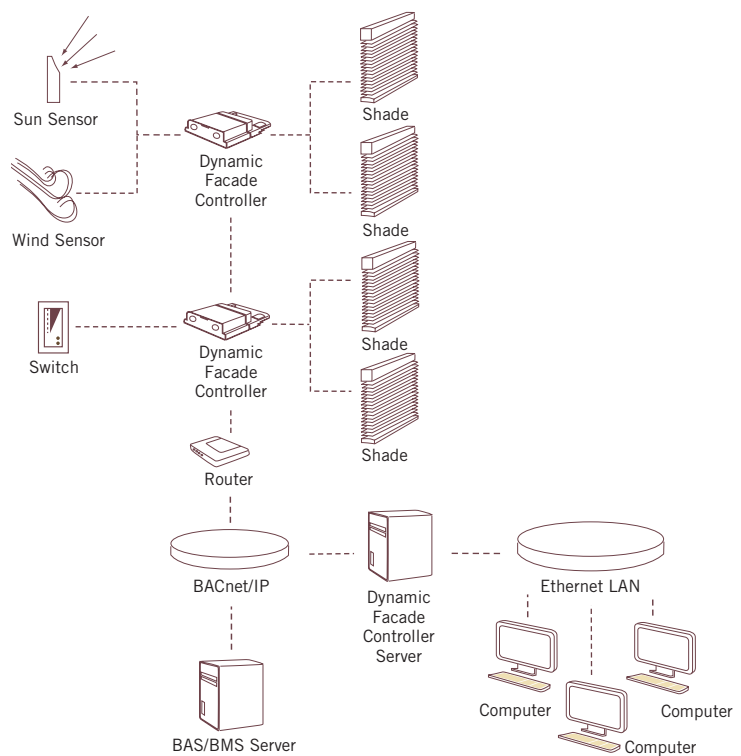 Sun Sensor
Shade
Dynamic
Facade
Controller
Shade
Wind Sensor
Shade
Switch
Dynamic
Facade
Controller
Shade
Router
BACnet/IP
Dynamic
Facade
Controller
Server
Ethernet LAN
Computer
Computer
Computer
BAS/BMS Server